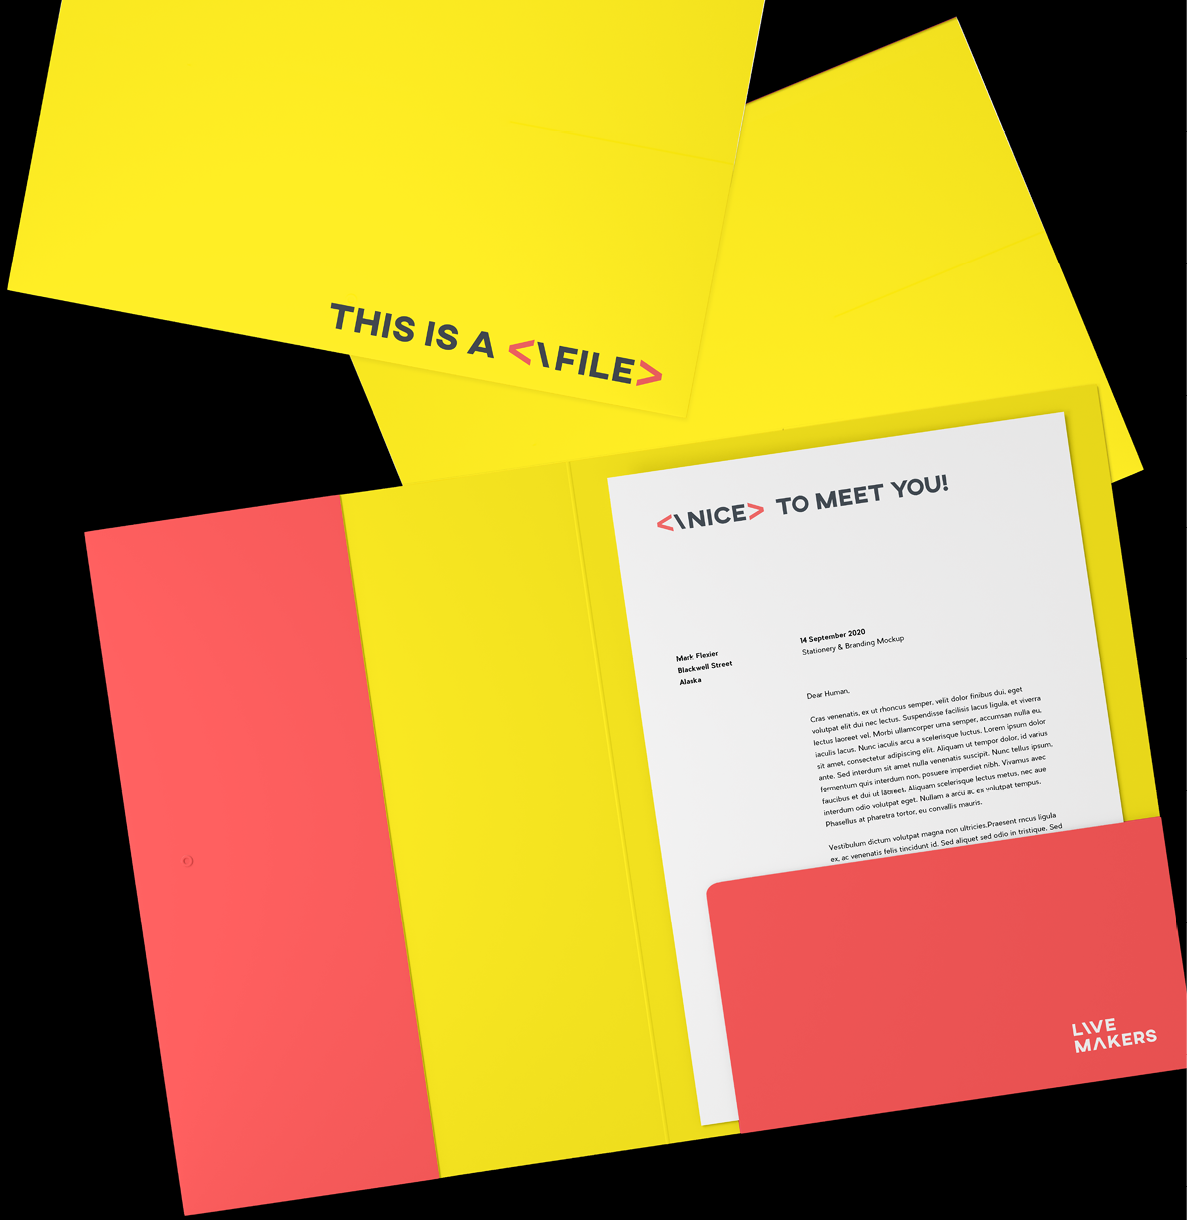 THIS IS A <\FILE>
<\NICE> TO MEET YOU!
14 September 2020
Stationery & Branding Mockup
Mark Flexier
Blackwell Street
Alaska
Dear Human,
Cras venenatis, ex ut rhoncus semper, velit dolor finibus dui, eget
volutpat elit dui nec lectus. Suspendisse facilisis lacus ligula, et viverra
lectus laoreet vel. Morbi ullamcorper urna semper, accumsan nulla eu,
iaculis lacus. Nunc iaculis arcu a scelerisque luctus. Lorem ipsum dolor
sit amet, consectetur adipiscing elit. Aliquam ut tempor dolor, id varius
ante. Sed interdum sit amet nulla venenatis suscipit. Nunc tellus ipsum,
fermentum quis interdum non, posuere imperdiet nibh. Vivamus avec
faucibus et dui ut laoreet. Aliquam scelerisque lectus metus, nec aue
interdum odio volutpat eget. Nullam a arcu ac ex volutpat tempus.
Phasellus at pharetra tortor, eu convallis mauris.
Vestibulum dictum volutpat magna non ultricies.Praesent rncus ligula
ex, ac venenatis felis tincidunt id. Sed aliquet sed odio in tristique. Sed
LIVE
MAKERS